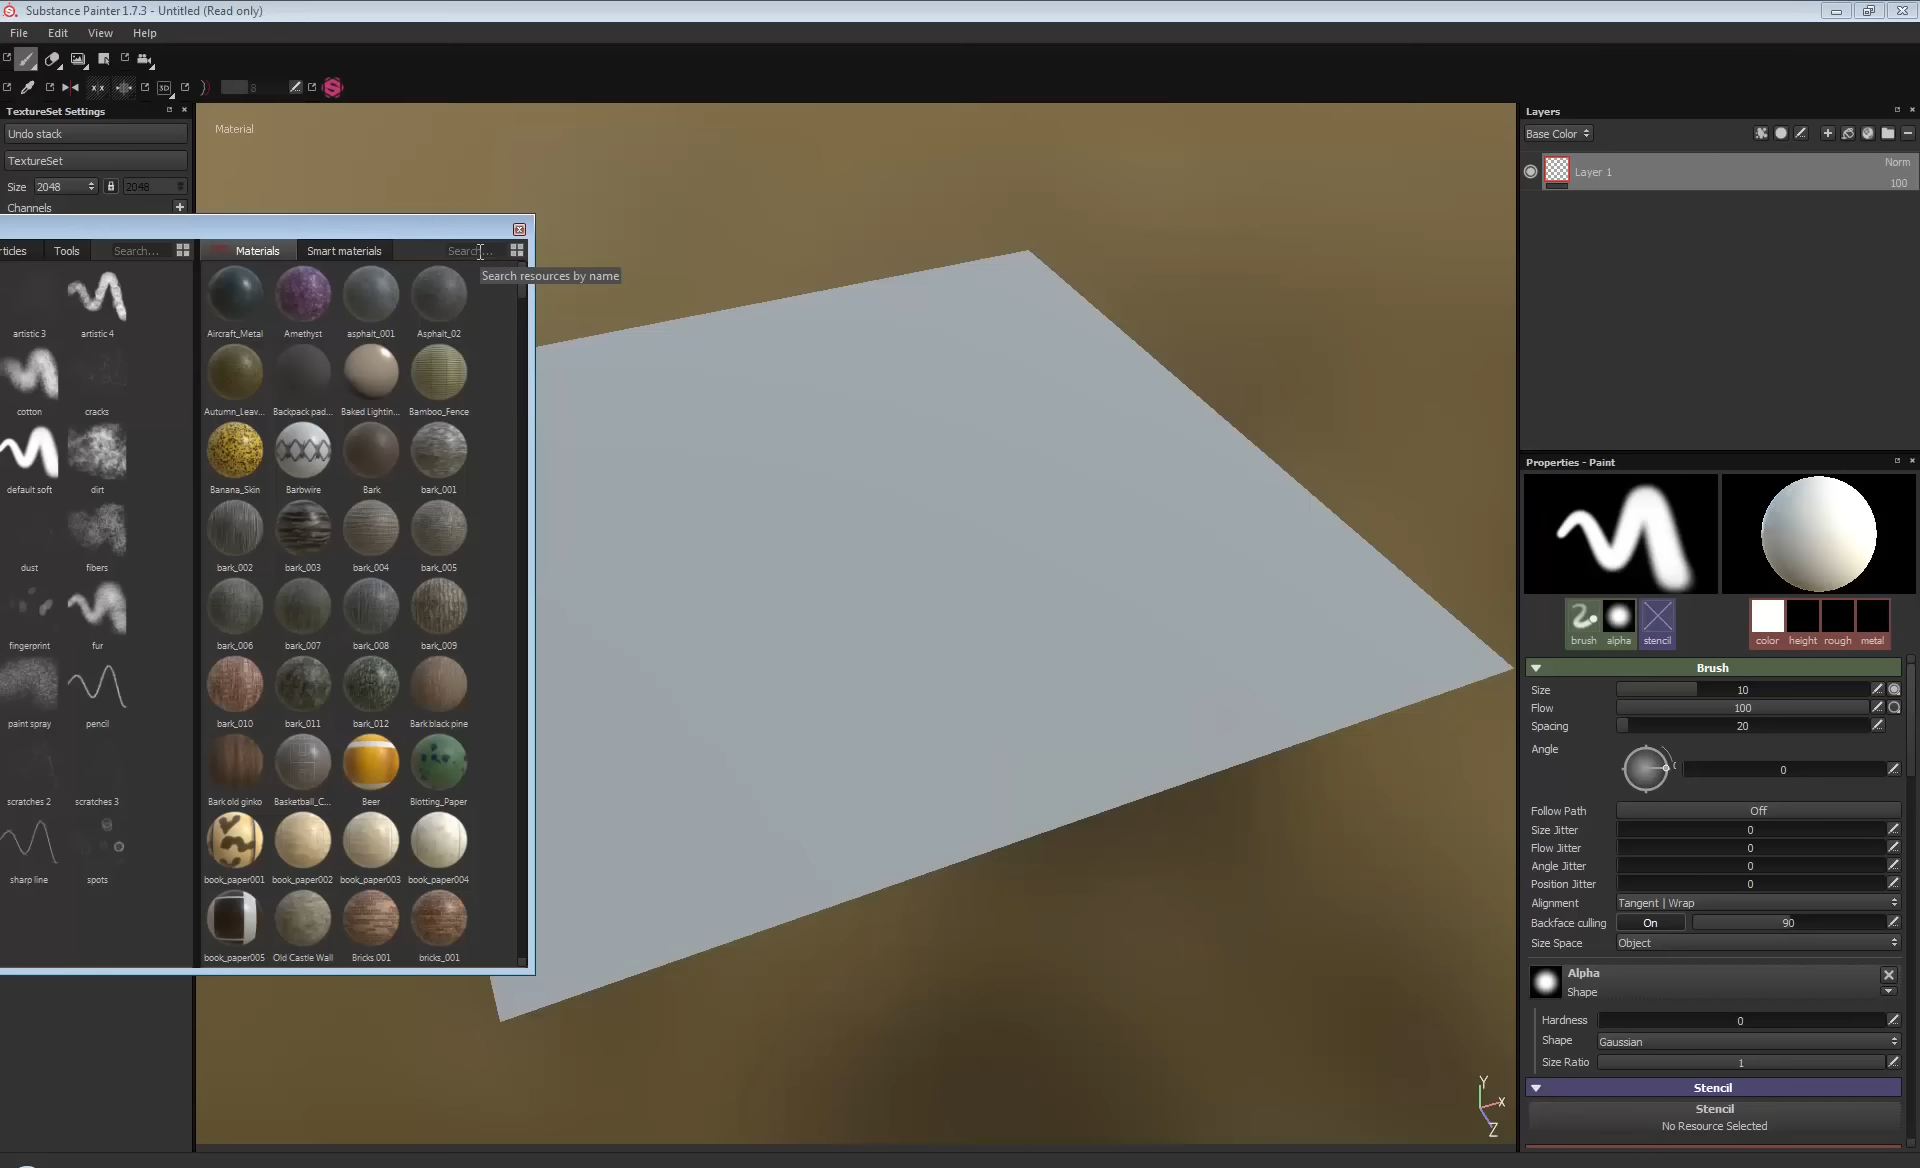 Substance Painter 1.7.3 - Untitled (Read only)
File Edit View Help
3D
8
TextureSet Settings
Undo stack
TextureSet
Size 2048 2048
Channels
Material
rticles Tools Search...
artistic 3 artistic 4
cotton cracks
default soft dirt
dust fibers
fingerprint fur
paint spray pencil
scratches 2 scratches 3
sharp line spots
Materials Smart materials Search...
Search resources by name
Aircraft_Metal Amethyst asphalt_001 Asphalt_02
Autumn_Leav... Backpack pad... Baked Lightin... Bamboo_Fence
Banana_Skin Barbwire Bark bark_001
bark_002 bark_003 bark_004 bark_005
bark_006 bark_007 bark_008 bark_009
bark_010 bark_011 bark_012 Bark black pine
Bark old ginko Basketball_C... Beer Blotting_Paper
book_paper001 book_paper002 book_paper003 book_paper004
book_paper005 Old Castle Wall Bricks 001 bricks_001
Y
X
Z
Layers
Base Color
Layer 1
Norm
100
Properties - Paint
brush alpha stencil
color height rough metal
Brush
Size 10
Flow 100
Spacing 20
Angle 0
Follow Path Off
Size Jitter 0
Flow Jitter 0
Angle Jitter 0
Position Jitter 0
Alignment Tangent | Wrap
Backface culling On 90
Size Space Object
Alpha
Shape
Hardness 0
Shape Gaussian
Size Ratio 1
Stencil
Stencil
No Resource Selected